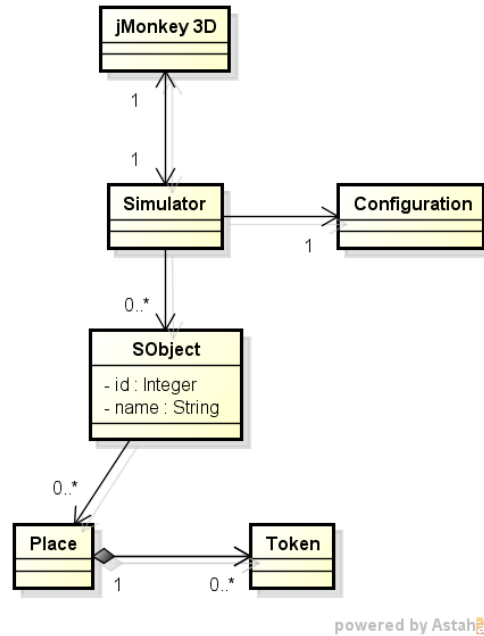 jMonkey 3D
1
1
Simulator
Configuration
1
0..*
SObject
- id : Integer
- name : String
0..*
Place
Token
1
0..*
powered by Astah